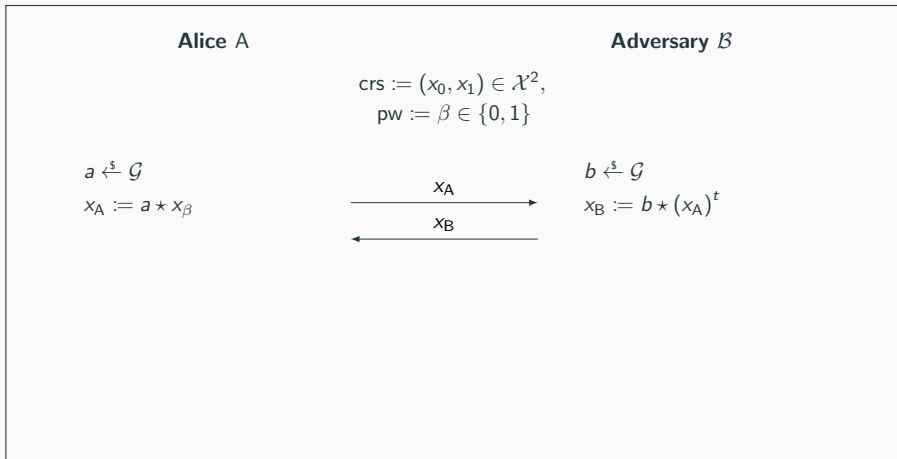 Alice A Adversary ℬ
crs := (x₀, x₁) ∈ 𝒳²,
pw := β ∈ {0, 1}
a ←$ 𝒢 b ←$ 𝒢
x_A := a ⋆ x_β x_A x_B := b ⋆ (x_A)ᵗ
x_B